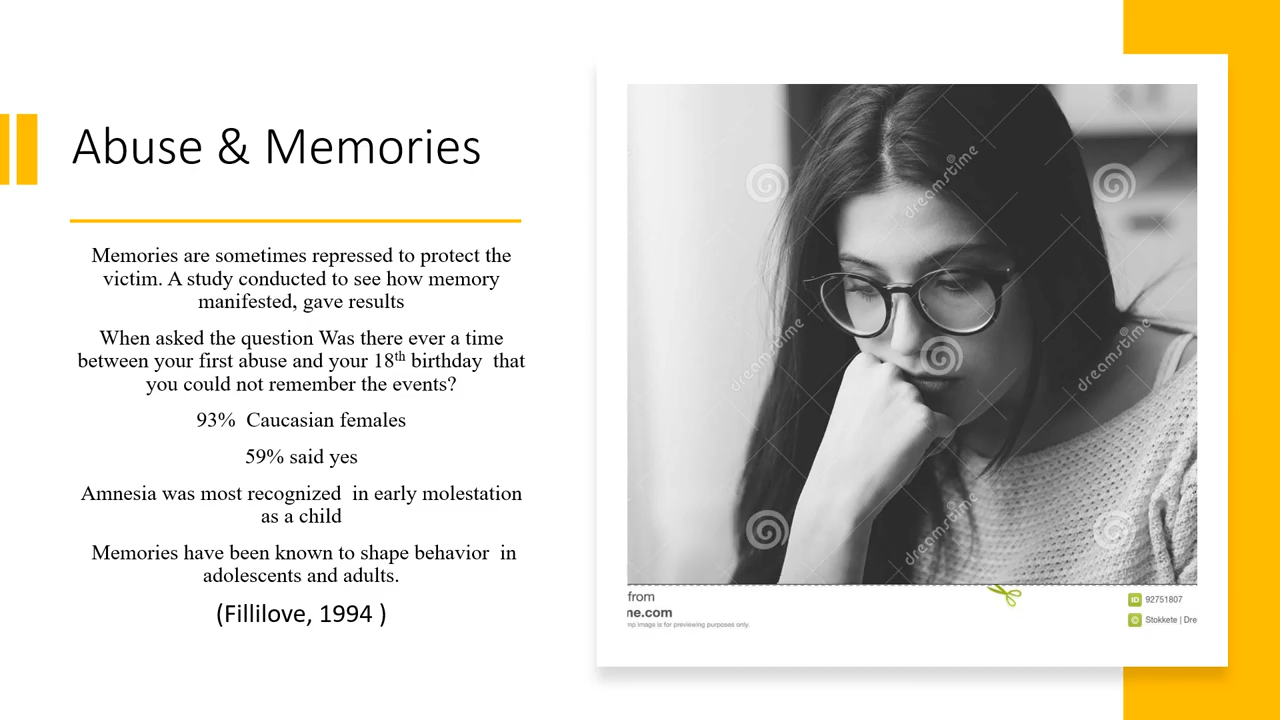 Abuse & Memories
Memories are sometimes repressed to protect the
victim. A study conducted to see how memory
manifested, gave results
When asked the question Was there ever a time
between your first abuse and your 18th birthday  that
you could not remember the events?
93%  Caucasian females
59% said yes
Amnesia was most recognized  in early molestation
as a child
Memories have been known to shape behavior  in
adolescents and adults.
(Fillilove, 1994 )
dreamstime
dreamstime
dreamstime
dreamstime
from
ne.com
mp image is for previewing purposes only.
ID 92751807
© Stokkete | Dre